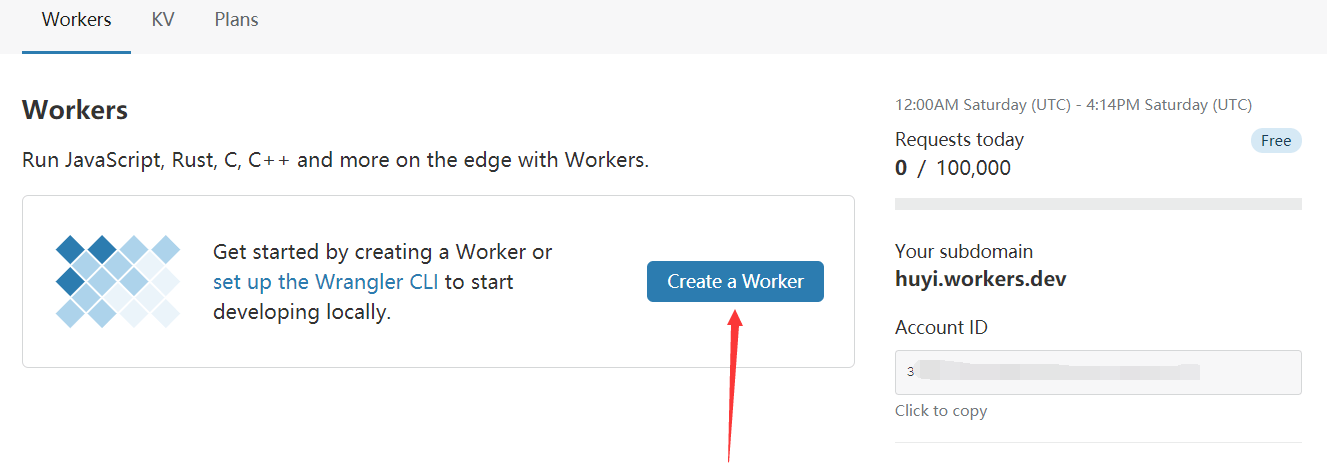 Workers KV Plans
Workers
Run JavaScript, Rust, C, C++ and more on the edge with Workers.
Get started by creating a Worker or
set up the Wrangler CLI to start
developing locally.
Create a Worker
12:00AM Saturday (UTC) - 4:14PM Saturday (UTC)
Requests today
Free
0 / 100,000
Your subdomain
huyi.workers.dev
Account ID
3
Click to copy